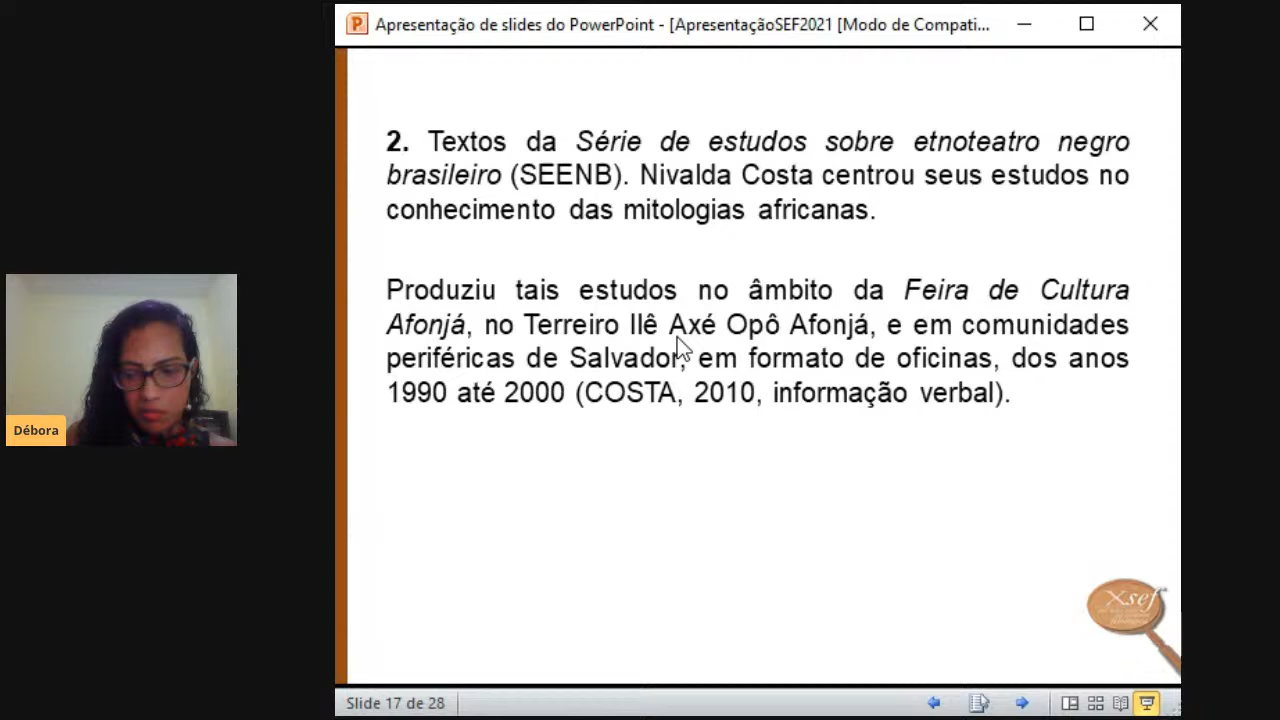 Apresentação de slides do PowerPoint - [ApresentaçãoSEF2021 [Modo de Compati...
2. Textos da Série de estudos sobre etnoteatro negro
brasileiro (SEENB). Nivalda Costa centrou seus estudos no
conhecimento das mitologias africanas.
Produziu tais estudos no âmbito da Feira de Cultura
Afonjá, no Terreiro Ilê Axé Opô Afonjá, e em comunidades
periféricas de Salvador, em formato de oficinas, dos anos
1990 até 2000 (COSTA, 2010, informação verbal).
Débora
Xsef
Slide 17 de 28